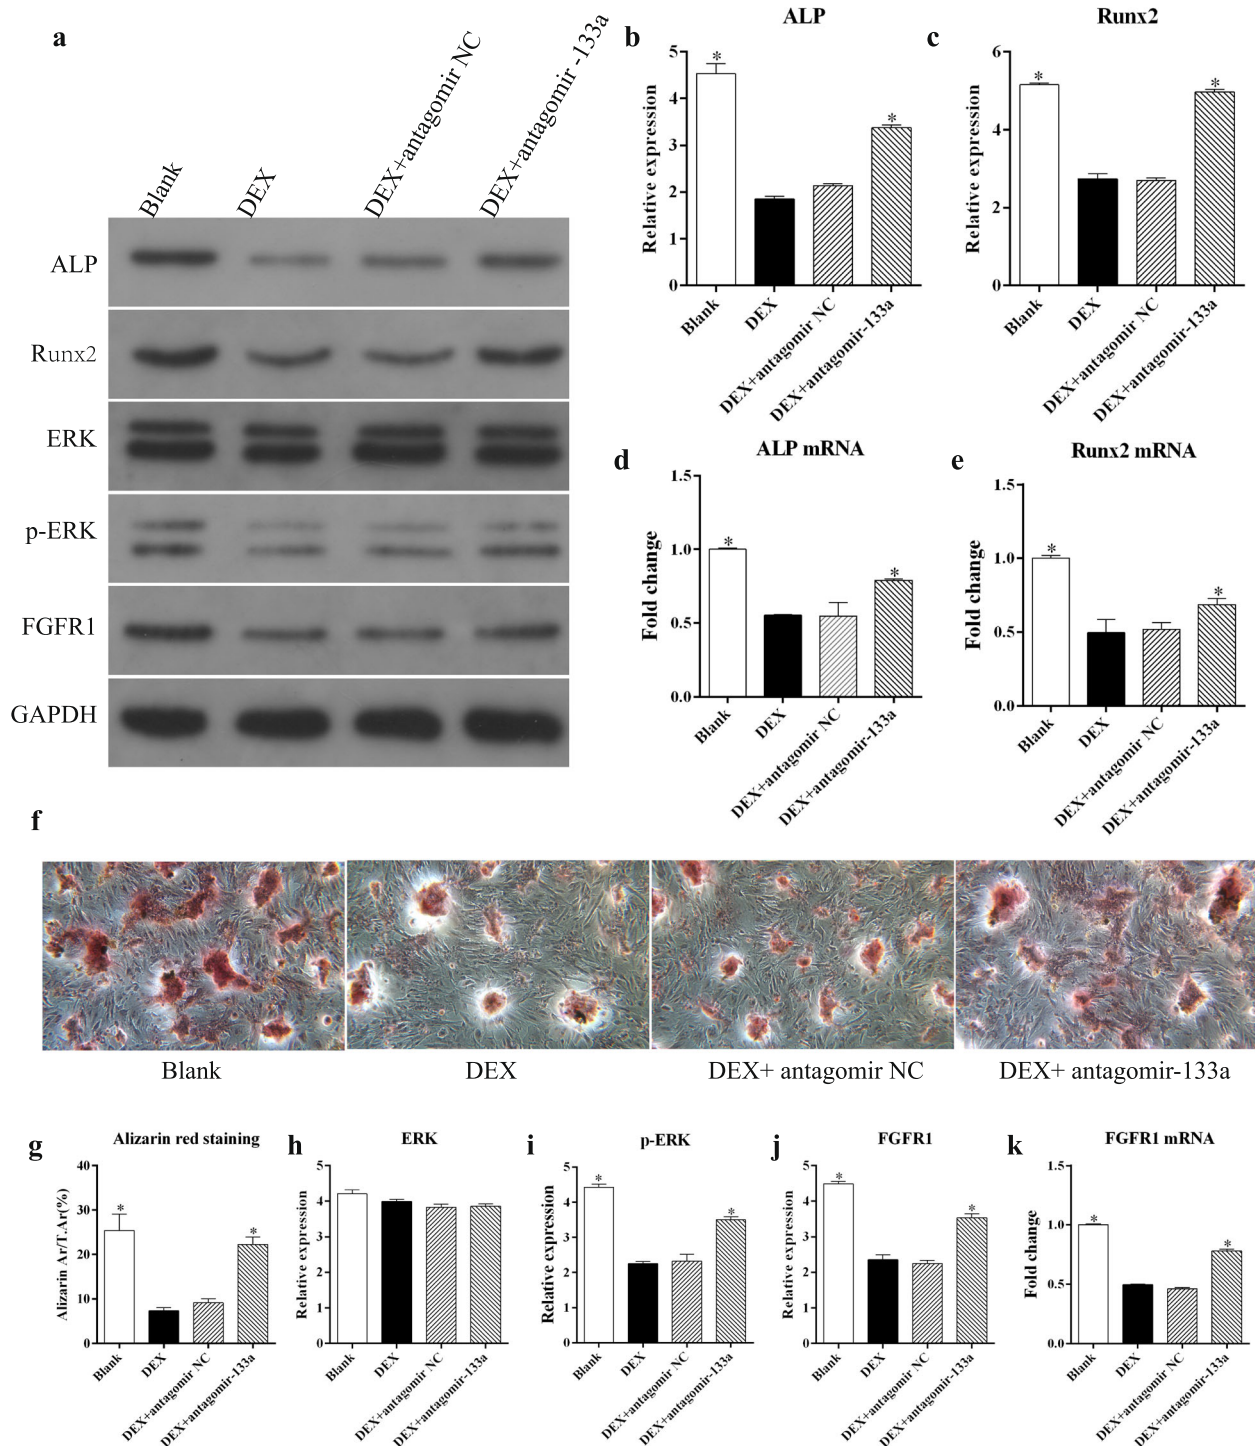 a
Blank
DEX
DEX+antagomir NC
DEX+antagomir -133a
ALP
Runx2
ERK
p-ERK
FGFR1
GAPDH
b
ALP
Relative expression
5
4
3
2
1
0
*
*
Blank
DEX
DEX+antagomir NC
DEX+antagomir-133a
c
Runx2
Relative expression
6
4
2
0
*
*
Blank
DEX
DEX+antagomir NC
DEX+antagomir-133a
d
ALP mRNA
Fold change
1.5
1.0
0.5
0.0
*
*
Blank
DEX
DEX+antagomir NC
DEX+antagomir-133a
e
Runx2 mRNA
Fold change
1.5
1.0
0.5
0.0
*
*
Blank
DEX
DEX+antagomir NC
DEX+antagomir-133a
f
Blank
DEX
DEX+ antagomir NC
DEX+ antagomir-133a
g
Alizarin red staining
Alizarin Ar/T.Ar(%)
40
30
20
10
0
*
*
Blank
DEX
DEX+antagomir NC
DEX+antagomir-133a
h
ERK
Relative expression
5
4
3
2
1
0
Blank
DEX
DEX+antagomir NC
DEX+antagomir-133a
i
p-ERK
Relative expression
5
4
3
2
1
0
*
*
Blank
DEX
DEX+antagomir NC
DEX+antagomir-133a
j
FGFR1
Relative expression
5
4
3
2
1
0
*
*
Blank
DEX
DEX+antagomir NC
DEX+antagomir-133a
k
FGFR1 mRNA
Fold change
1.5
1.0
0.5
0.0
*
*
Blank
DEX
DEX+antagomir NC
DEX+antagomir-133a